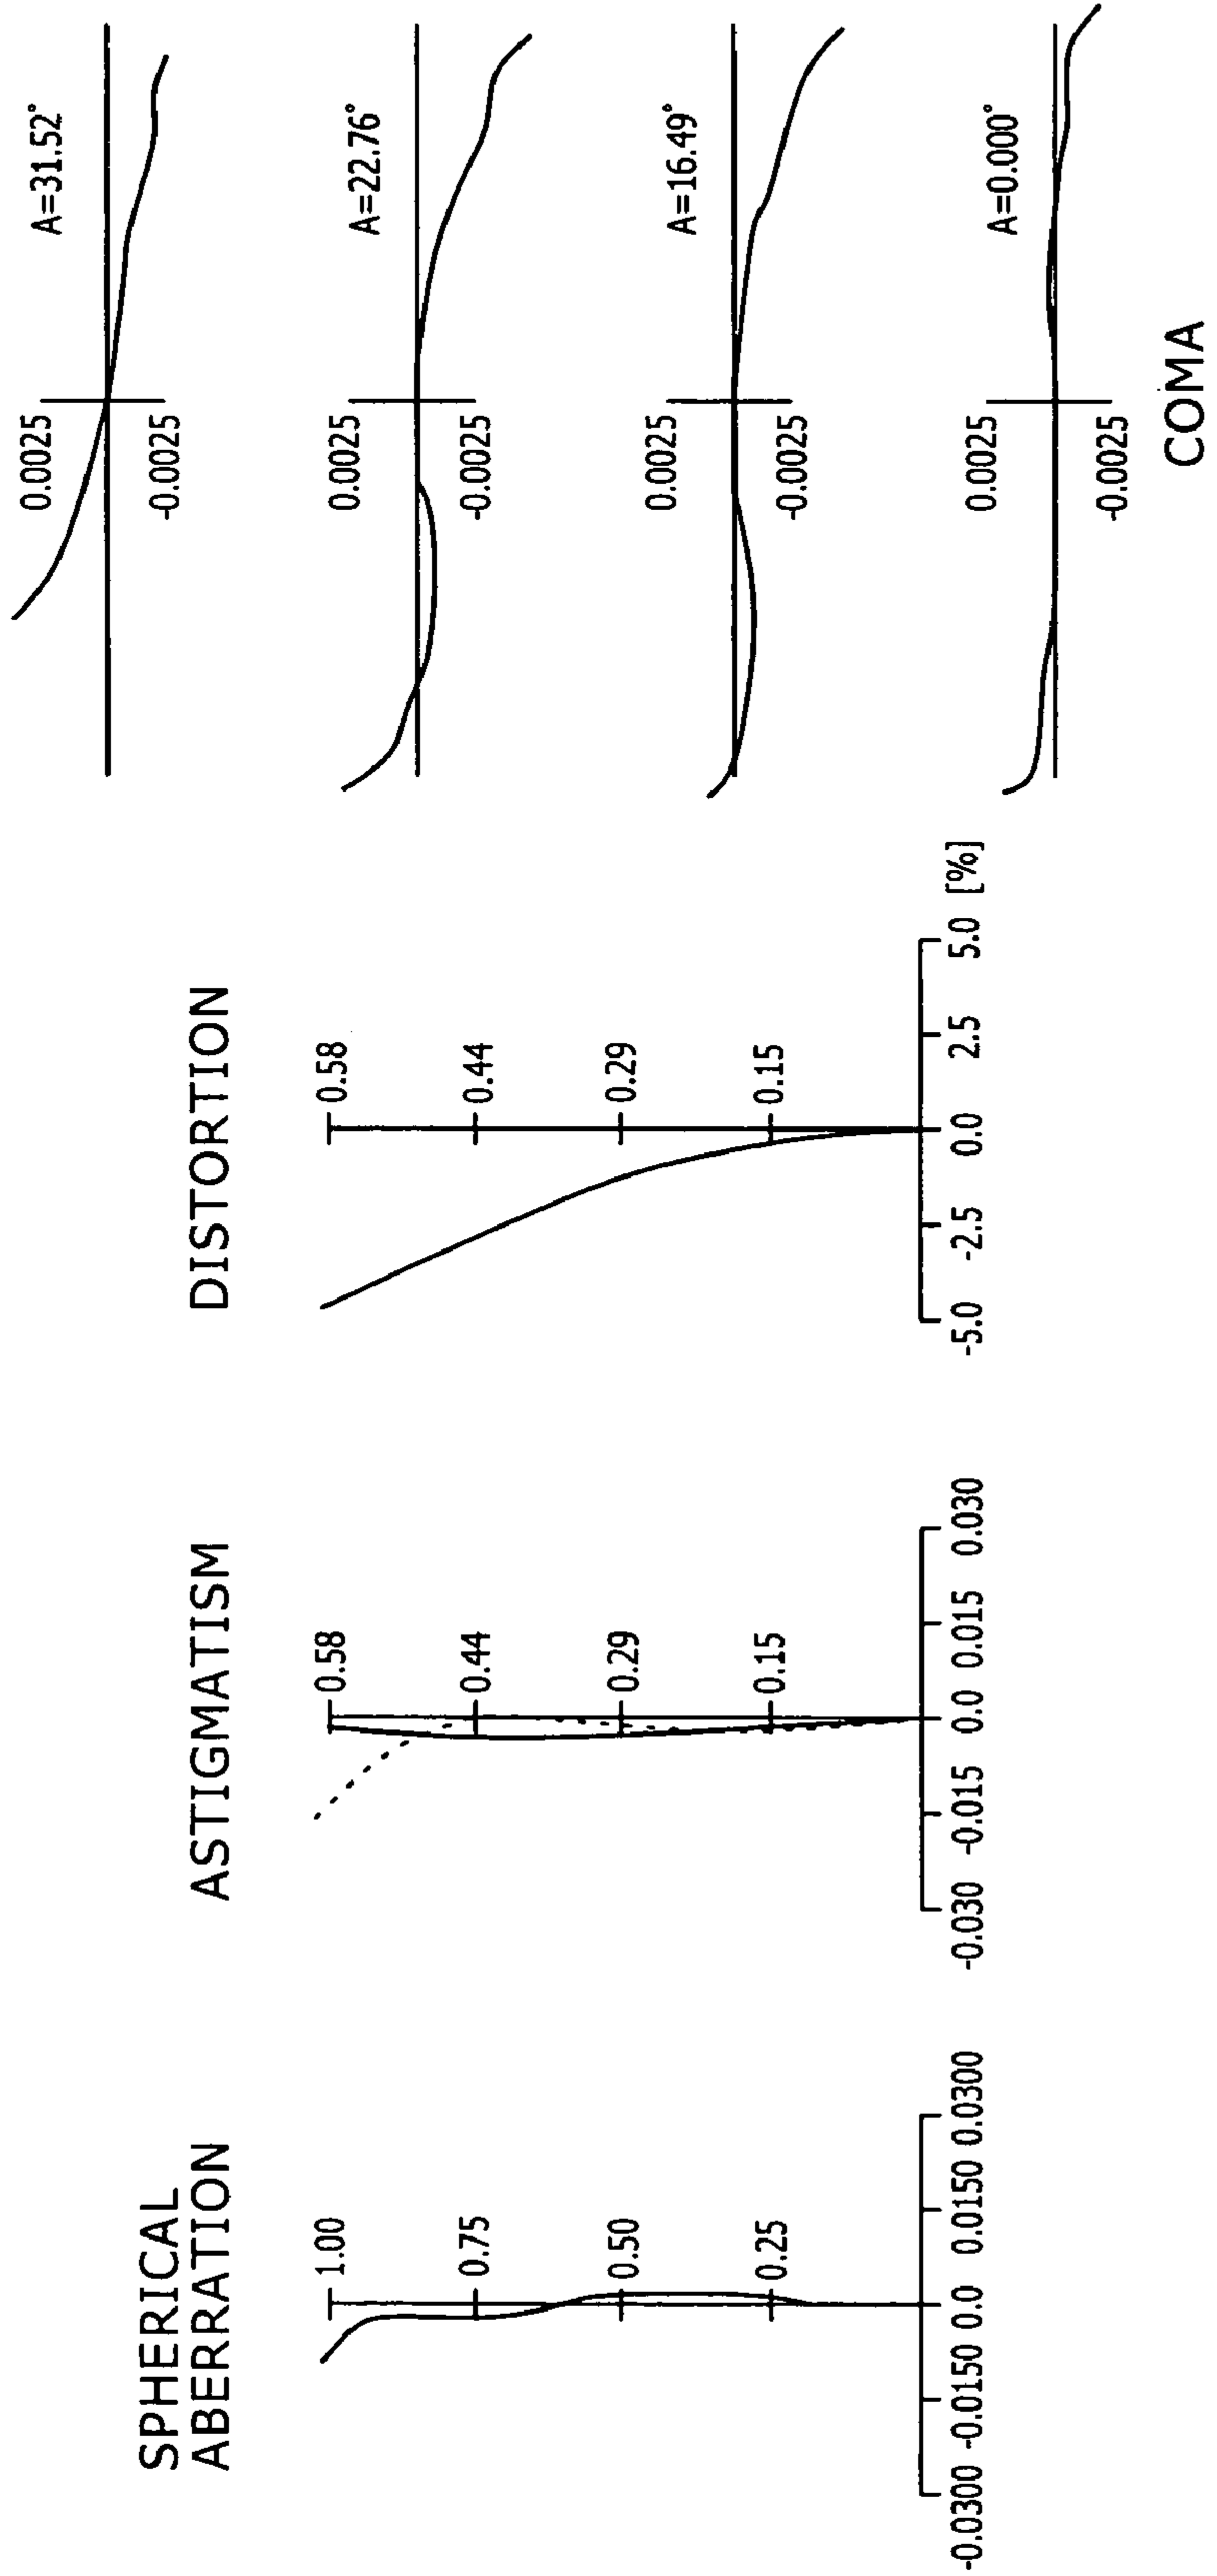 SPHERICAL
ABERRATION
1.00
0.75
0.50
0.25
-0.0300 -0.0150 0.0 0.0150 0.0300
ASTIGMATISM
0.58
0.44
0.29
0.15
-0.030 -0.015 0.0 0.015 0.030
DISTORTION
0.58
0.44
0.29
0.15
-5.0 -2.5 0.0 2.5 5.0 [%]
0.0025
A=31.52°
-0.0025
0.0025
A=22.76°
-0.0025
0.0025
A=16.49°
-0.0025
0.0025
A=0.000°
-0.0025
COMA